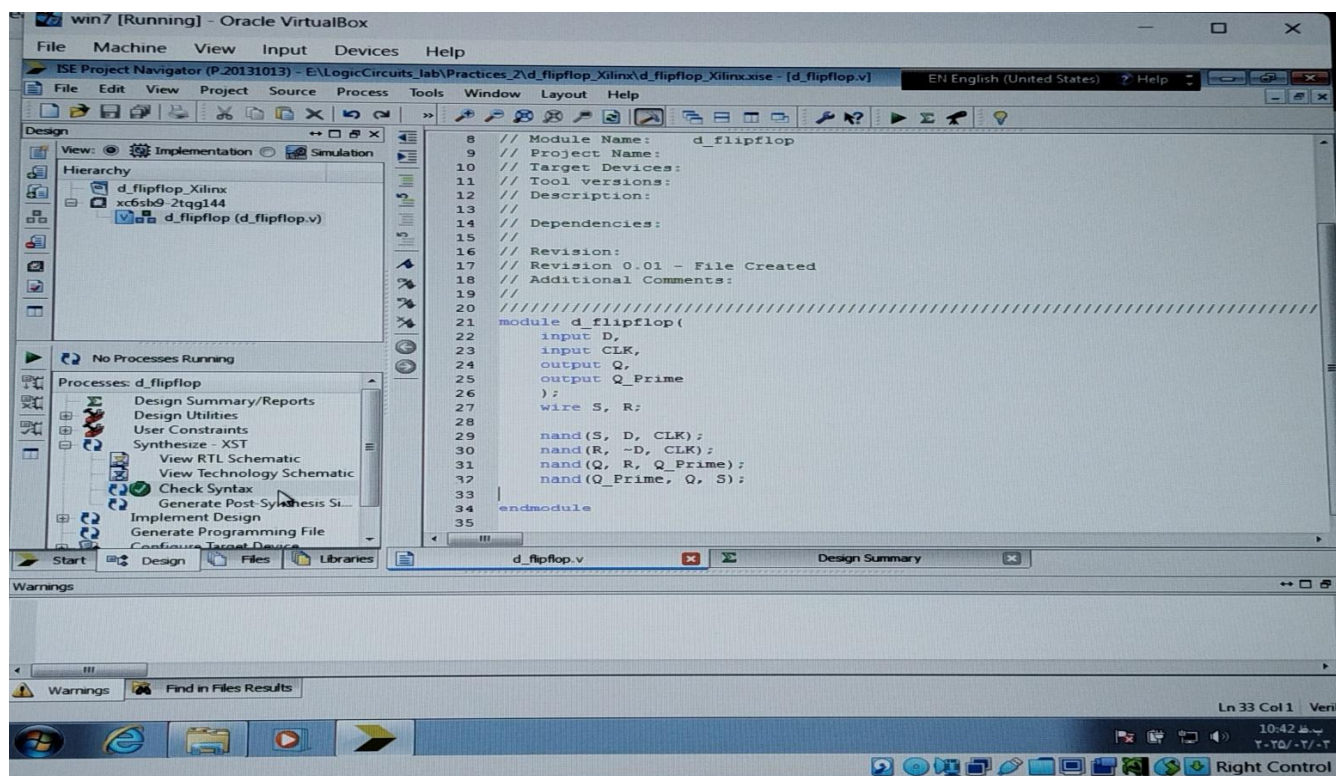 win7 [Running] - Oracle VirtualBox
File Machine View Input Devices Help
ISE Project Navigator (P.20131013) - E:\LogicCircuits_lab\Practices_2\d_flipflop_Xilinx\d_flipflop_Xilinx.xise - [d_flipflop.v]
EN English (United States) ? Help
File Edit View Project Source Process Tools Window Layout Help
Design
View: Implementation Simulation
Hierarchy
d_flipflop_Xilinx
xc6slx9-2tqg144
d_flipflop (d_flipflop.v)
No Processes Running
Processes: d_flipflop
Design Summary/Reports
Design Utilities
User Constraints
Synthesize - XST
View RTL Schematic
View Technology Schematic
Check Syntax
Generate Post-Synthesis Si...
Implement Design
Generate Programming File
Configure Target Device
Start Design Files Libraries
8 // Module Name: d_flipflop
9 // Project Name:
10 // Target Devices:
11 // Tool versions:
12 // Description:
13 //
14 // Dependencies:
15 //
16 // Revision:
17 // Revision 0.01 - File Created
18 // Additional Comments:
19 //
20 //////////////////////////////////////////////////////////////////////////////////
21 module d_flipflop(
22 input D,
23 input CLK,
24 output Q,
25 output Q_Prime
26 );
27 wire S, R;
28
29 nand(S, D, CLK);
30 nand(R, ~D, CLK);
31 nand(Q, R, Q_Prime);
32 nand(Q_Prime, Q, S);
33
34 endmodule
35
d_flipflop.v Design Summary
Warnings
Warnings Find in Files Results
Ln 33 Col 1 Veri
10:42 ب.ظ
۲۰۲۵/۰۲/۰۳
Right Control